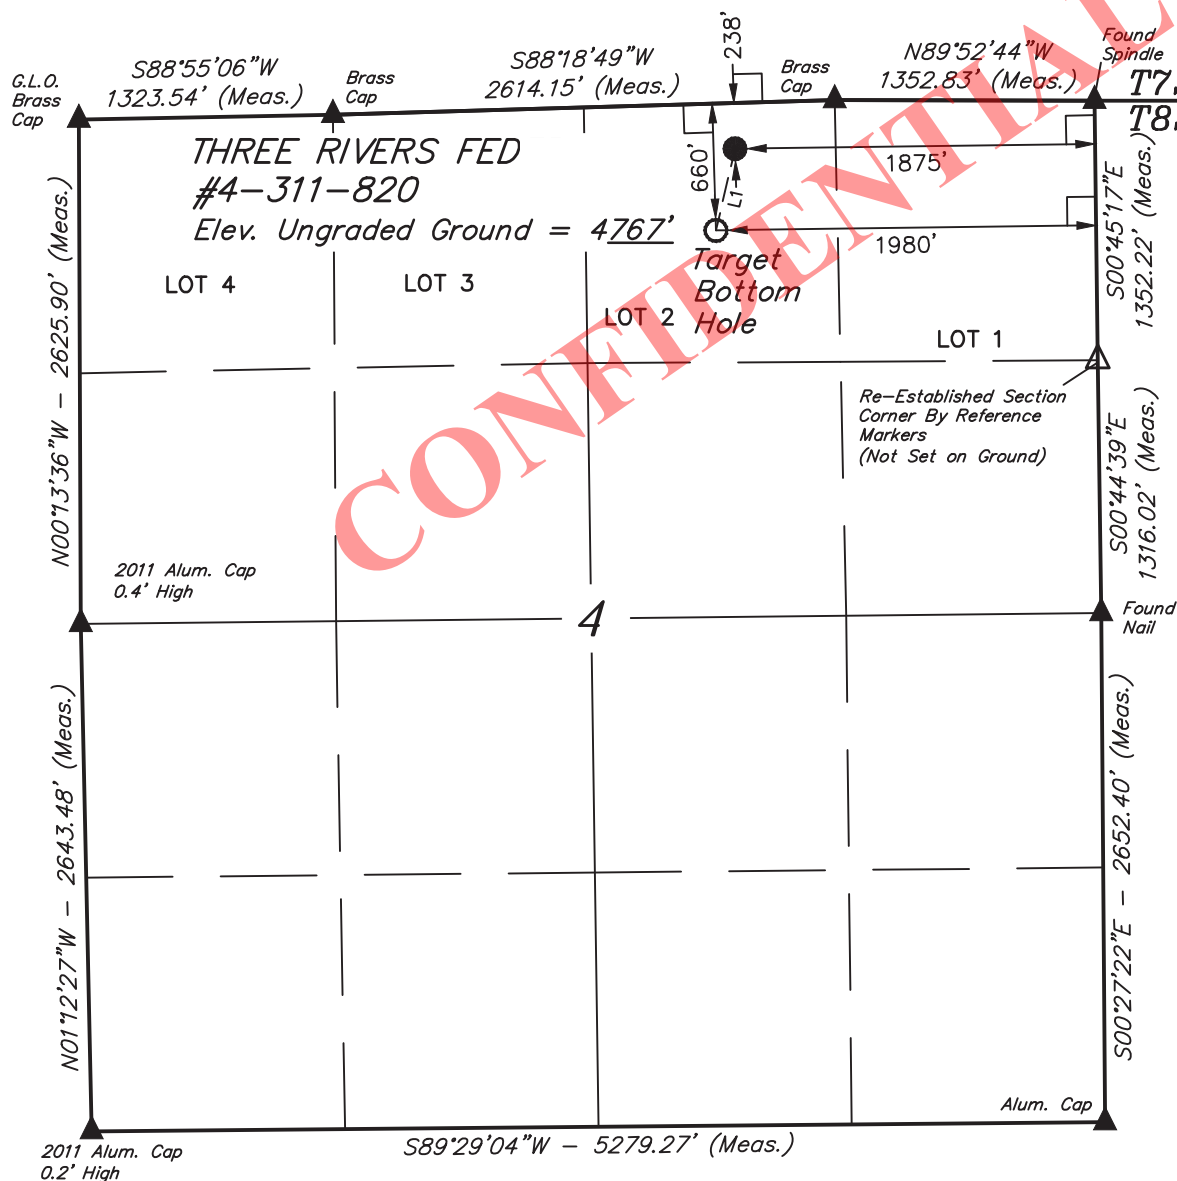 S88°55'06"W
1323.54' (Meas.)
S88°18'49"W
2614.15' (Meas.)
238'
N89°52'44"W
1352.83' (Meas.)
Found
Spindle
G.L.O.
Brass
Cap
Brass
Cap
Brass
Cap
THREE RIVERS FED
#4-311-820
Elev. Ungraded Ground = 4767'
660'
L1
1875'
1980'
Target
Bottom
Hole
LOT 4
LOT 3
LOT 2
LOT 1
S00°45'17"E
1352.22' (Meas.)
N00°13'36"W - 2625.90' (Meas.)
Re-Established Section
Corner By Reference
Markers
(Not Set on Ground)
S00°44'39"E
1316.02' (Meas.)
2011 Alum. Cap
0.4' High
4
Found
Nail
N01°12'27"W - 2643.48' (Meas.)
S00°27'22"E - 2652.40' (Meas.)
Alum. Cap
S89°29'04"W - 5279.27' (Meas.)
2011 Alum. Cap
0.2' High
CONFIDENTIAL